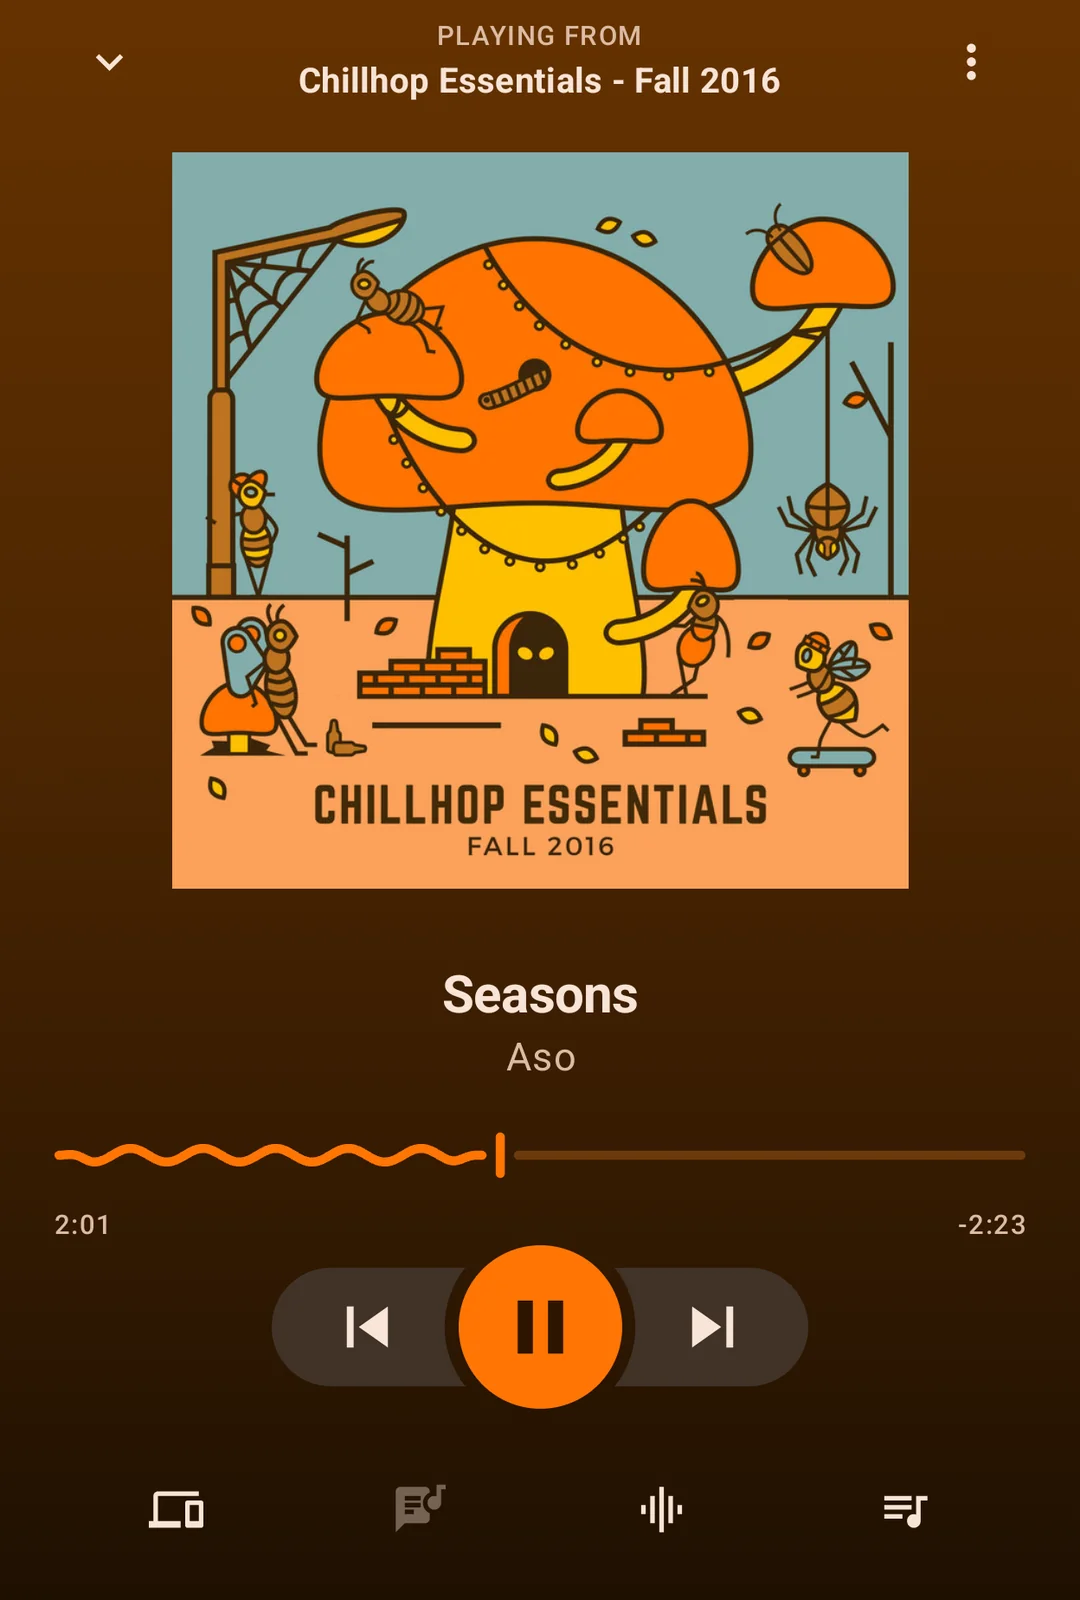 PLAYING FROM
Chillhop Essentials - Fall 2016
CHILLHOP ESSENTIALS
FALL 2016
Seasons
Aso
2:01
-2:23